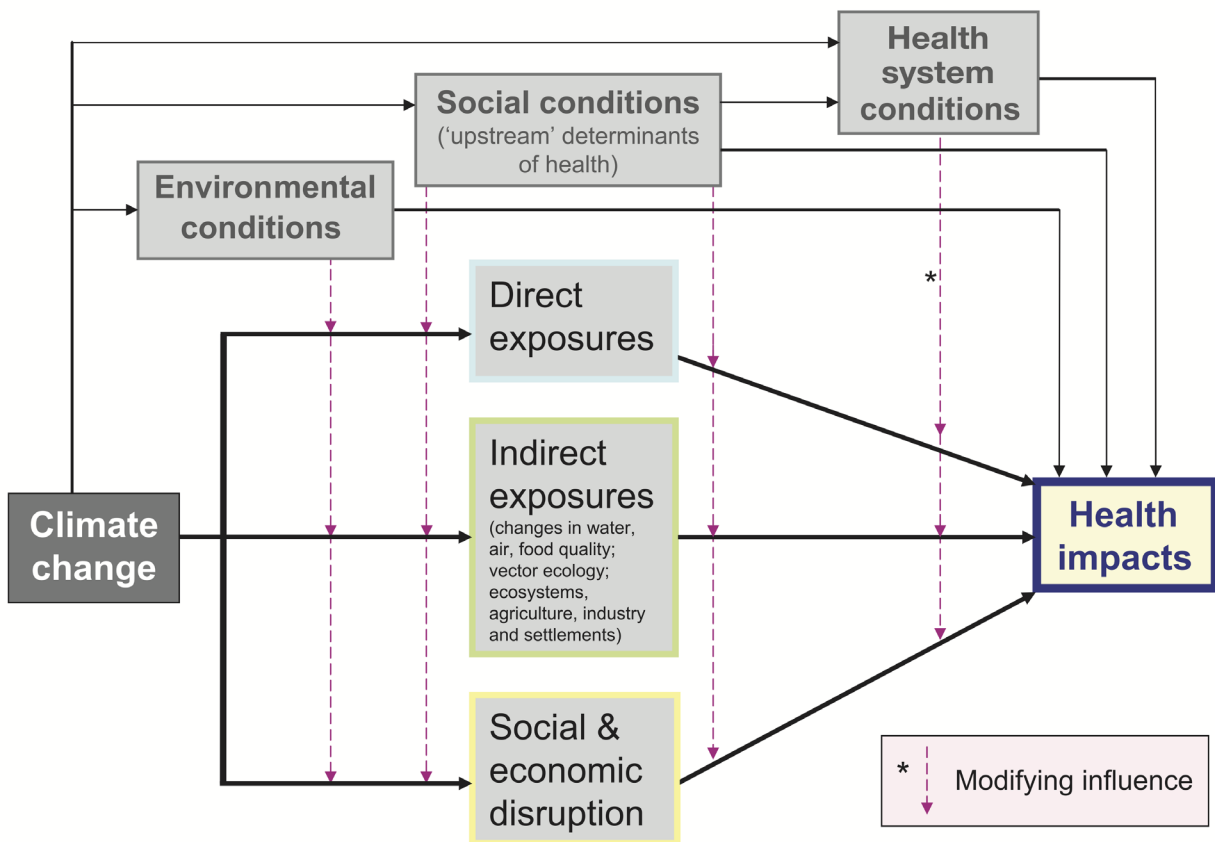 Health
system
conditions
Social conditions
(‘upstream’ determinants
of health)
Environmental
conditions
*
Direct
exposures
Indirect
exposures
(changes in water,
air, food quality;
vector ecology;
ecosystems,
agriculture, industry
and settlements)
Climate
change
Health
impacts
Social &
economic
disruption
* Modifying influence